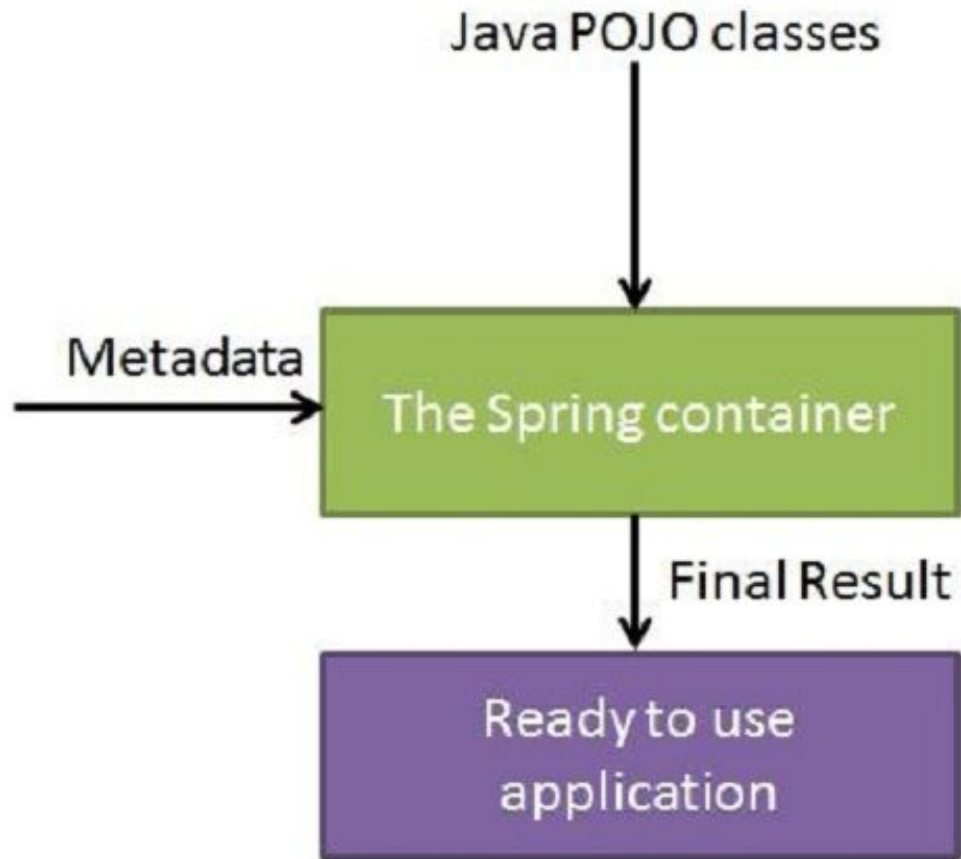 Java POJO classes
Metadata
The Spring container
Final Result
Ready to use
application